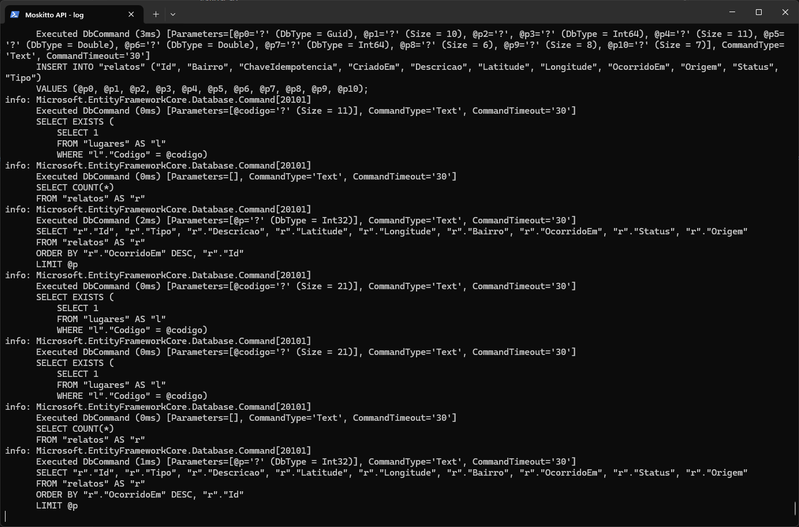 Moskitto API - log
Executed DbCommand (3ms) [Parameters=[@p0='?' (DbType = Guid), @p1='?' (Size = 10), @p2='?', @p3='?' (DbType = Int64), @p4='?' (Size = 11), @p5=
'?' (DbType = Double), @p6='?' (DbType = Double), @p7='?' (DbType = Int64), @p8='?' (Size = 6), @p9='?' (Size = 8), @p10='?' (Size = 7)], CommandType=
'Text', CommandTimeout='30']
INSERT INTO "relatos" ("Id", "Bairro", "ChaveIdempotencia", "CriadoEm", "Descricao", "Latitude", "Longitude", "OcorridoEm", "Origem", "Status",
"Tipo")
VALUES (@p0, @p1, @p2, @p3, @p4, @p5, @p6, @p7, @p8, @p9, @p10);
info: Microsoft.EntityFrameworkCore.Database.Command[20101]
Executed DbCommand (0ms) [Parameters=[@codigo='?' (Size = 11)], CommandType='Text', CommandTimeout='30']
SELECT EXISTS (
SELECT 1
FROM "lugares" AS "l"
WHERE "l"."Codigo" = @codigo)
info: Microsoft.EntityFrameworkCore.Database.Command[20101]
Executed DbCommand (0ms) [Parameters=[], CommandType='Text', CommandTimeout='30']
SELECT COUNT(*)
FROM "relatos" AS "r"
info: Microsoft.EntityFrameworkCore.Database.Command[20101]
Executed DbCommand (2ms) [Parameters=[@p='?' (DbType = Int32)], CommandType='Text', CommandTimeout='30']
SELECT "r"."Id", "r"."Tipo", "r"."Descricao", "r"."Latitude", "r"."Longitude", "r"."Bairro", "r"."OcorridoEm", "r"."Status", "r"."Origem"
FROM "relatos" AS "r"
ORDER BY "r"."OcorridoEm" DESC, "r"."Id"
LIMIT @p
info: Microsoft.EntityFrameworkCore.Database.Command[20101]
Executed DbCommand (0ms) [Parameters=[@codigo='?' (Size = 21)], CommandType='Text', CommandTimeout='30']
SELECT EXISTS (
SELECT 1
FROM "lugares" AS "l"
WHERE "l"."Codigo" = @codigo)
info: Microsoft.EntityFrameworkCore.Database.Command[20101]
Executed DbCommand (0ms) [Parameters=[@codigo='?' (Size = 21)], CommandType='Text', CommandTimeout='30']
SELECT EXISTS (
SELECT 1
FROM "lugares" AS "l"
WHERE "l"."Codigo" = @codigo)
info: Microsoft.EntityFrameworkCore.Database.Command[20101]
Executed DbCommand (0ms) [Parameters=[], CommandType='Text', CommandTimeout='30']
SELECT COUNT(*)
FROM "relatos" AS "r"
info: Microsoft.EntityFrameworkCore.Database.Command[20101]
Executed DbCommand (1ms) [Parameters=[@p='?' (DbType = Int32)], CommandType='Text', CommandTimeout='30']
SELECT "r"."Id", "r"."Tipo", "r"."Descricao", "r"."Latitude", "r"."Longitude", "r"."Bairro", "r"."OcorridoEm", "r"."Status", "r"."Origem"
FROM "relatos" AS "r"
ORDER BY "r"."OcorridoEm" DESC, "r"."Id"
LIMIT @p